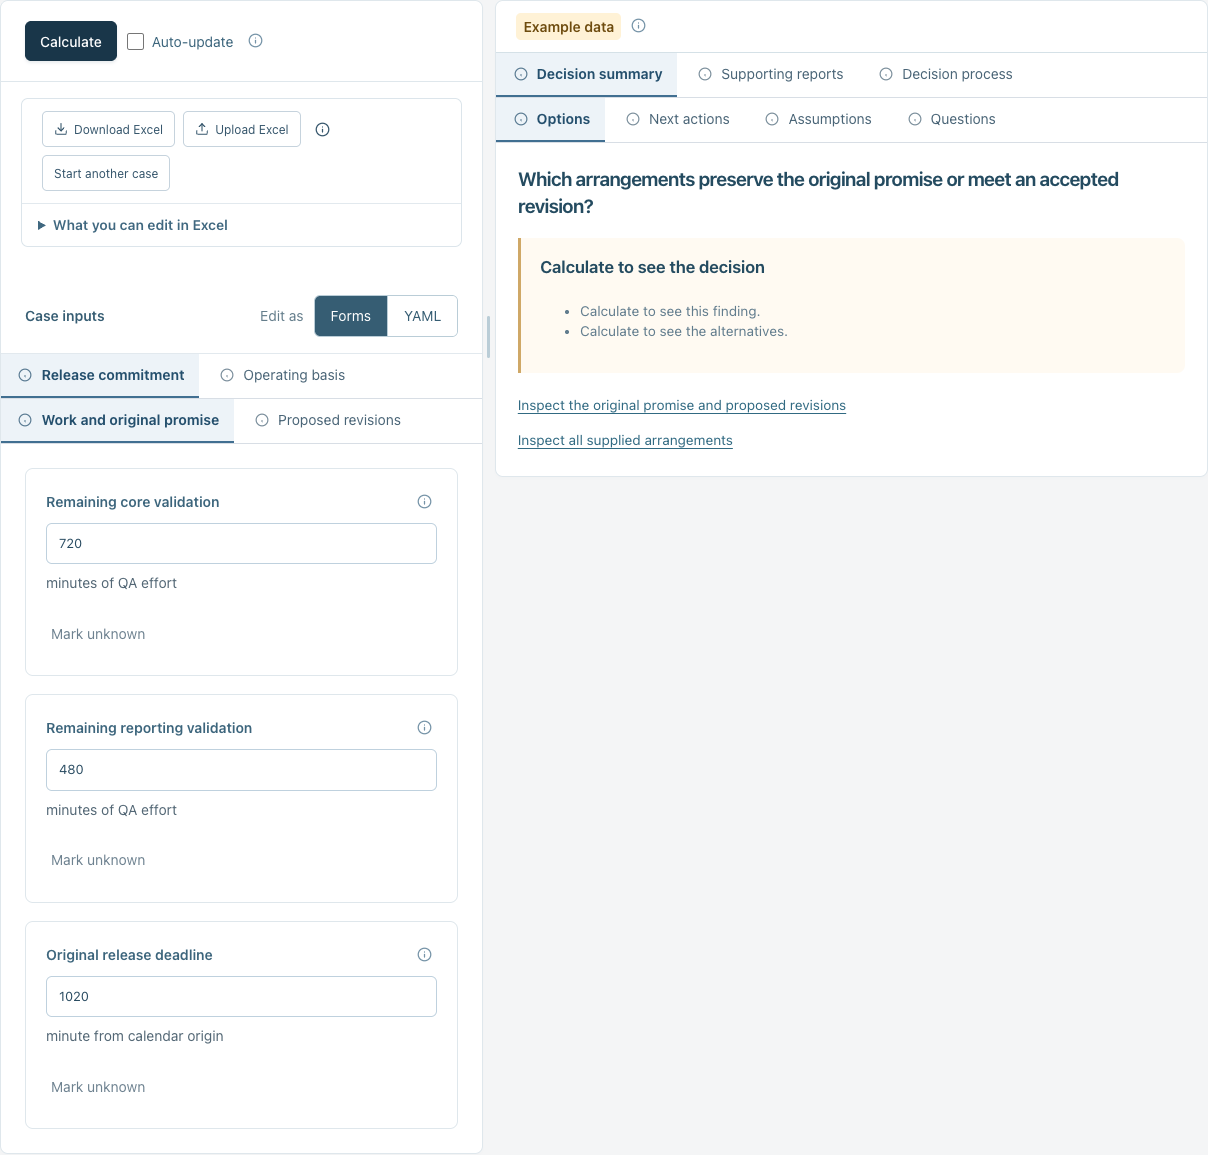 Calculate
Auto-update
Download Excel
Upload Excel
Start another case
What you can edit in Excel
Case inputs
Edit as
Forms
YAML
Release commitment
Operating basis
Work and original promise
Proposed revisions
Remaining core validation
720
minutes of QA effort
Mark unknown
Remaining reporting validation
480
minutes of QA effort
Mark unknown
Original release deadline
1020
minute from calendar origin
Mark unknown
Example data
Decision summary
Supporting reports
Decision process
Options
Next actions
Assumptions
Questions
Which arrangements preserve the original promise or meet an accepted
revision?
Calculate to see the decision
• Calculate to see this finding.
• Calculate to see the alternatives.
Inspect the original promise and proposed revisions
Inspect all supplied arrangements